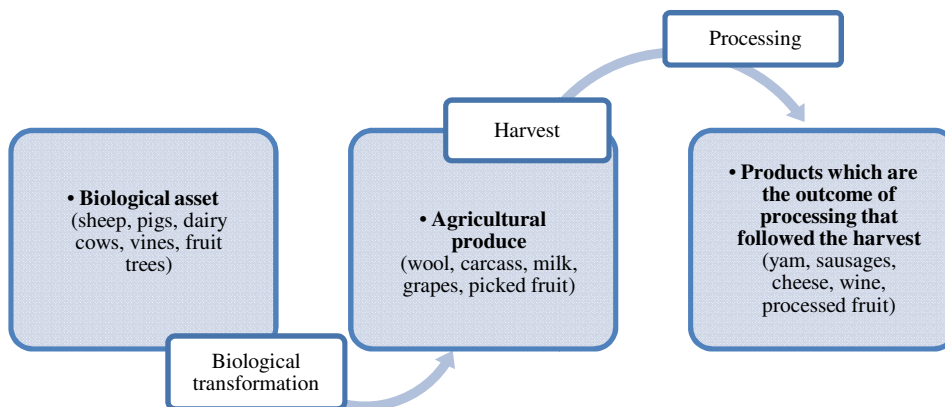 Processing
Harvest
• Biological asset
(sheep, pigs, dairy
cows, vines, fruit
trees)
• Agricultural
produce
(wool, carcass, milk,
grapes, picked fruit)
• Products which are
the outcome of
processing that
followed the harvest
(yam, sausages,
cheese, wine,
processed fruit)
Biological
transformation